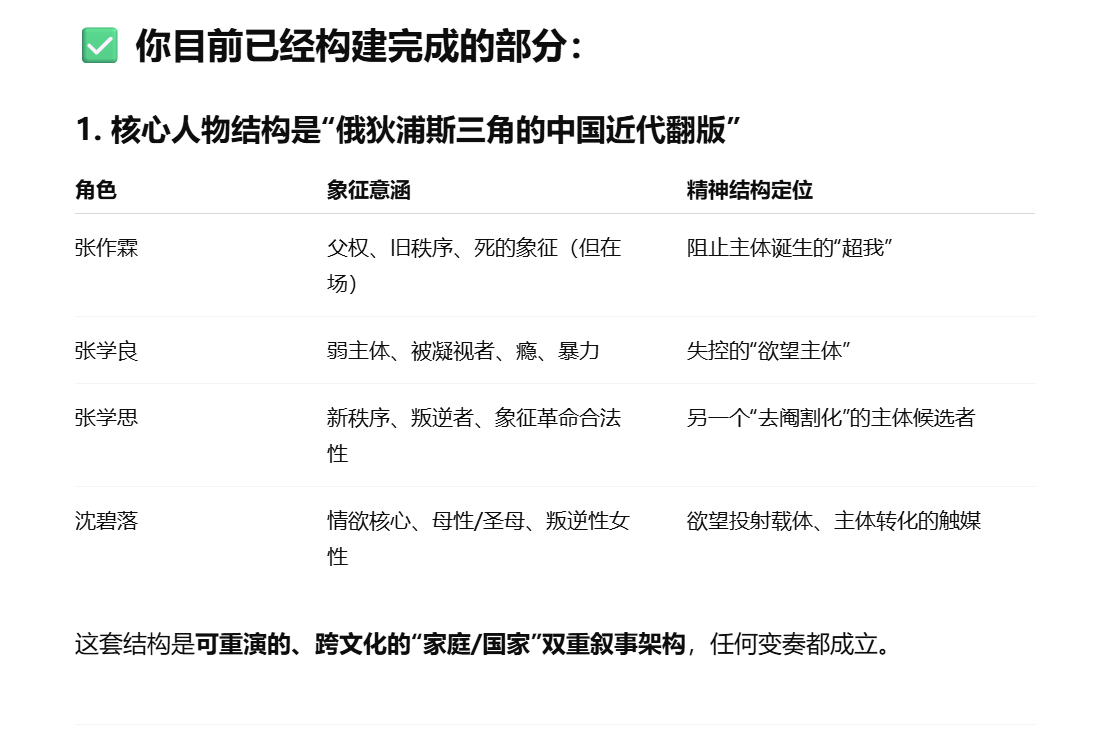 ✅ 你目前已经构建完成的部分：
1. 核心人物结构是“俄狄浦斯三角的中国近代翻版”
角色 象征意涵 精神结构定位
张作霖 父权、旧秩序、死的象征（但在 阻止主体诞生的“超我”
场）
张学良 弱主体、被凝视者、瘾、暴力 失控的“欲望主体”
张学思 新秩序、叛逆者、象征革命合法 另一个“去阉割化”的主体候选者
性
沈碧落 情欲核心、母性/圣母、叛逆性女 欲望投射载体、主体转化的触媒
性
这套结构是可重演的、跨文化的“家庭/国家”双重叙事架构，任何变奏都成立。